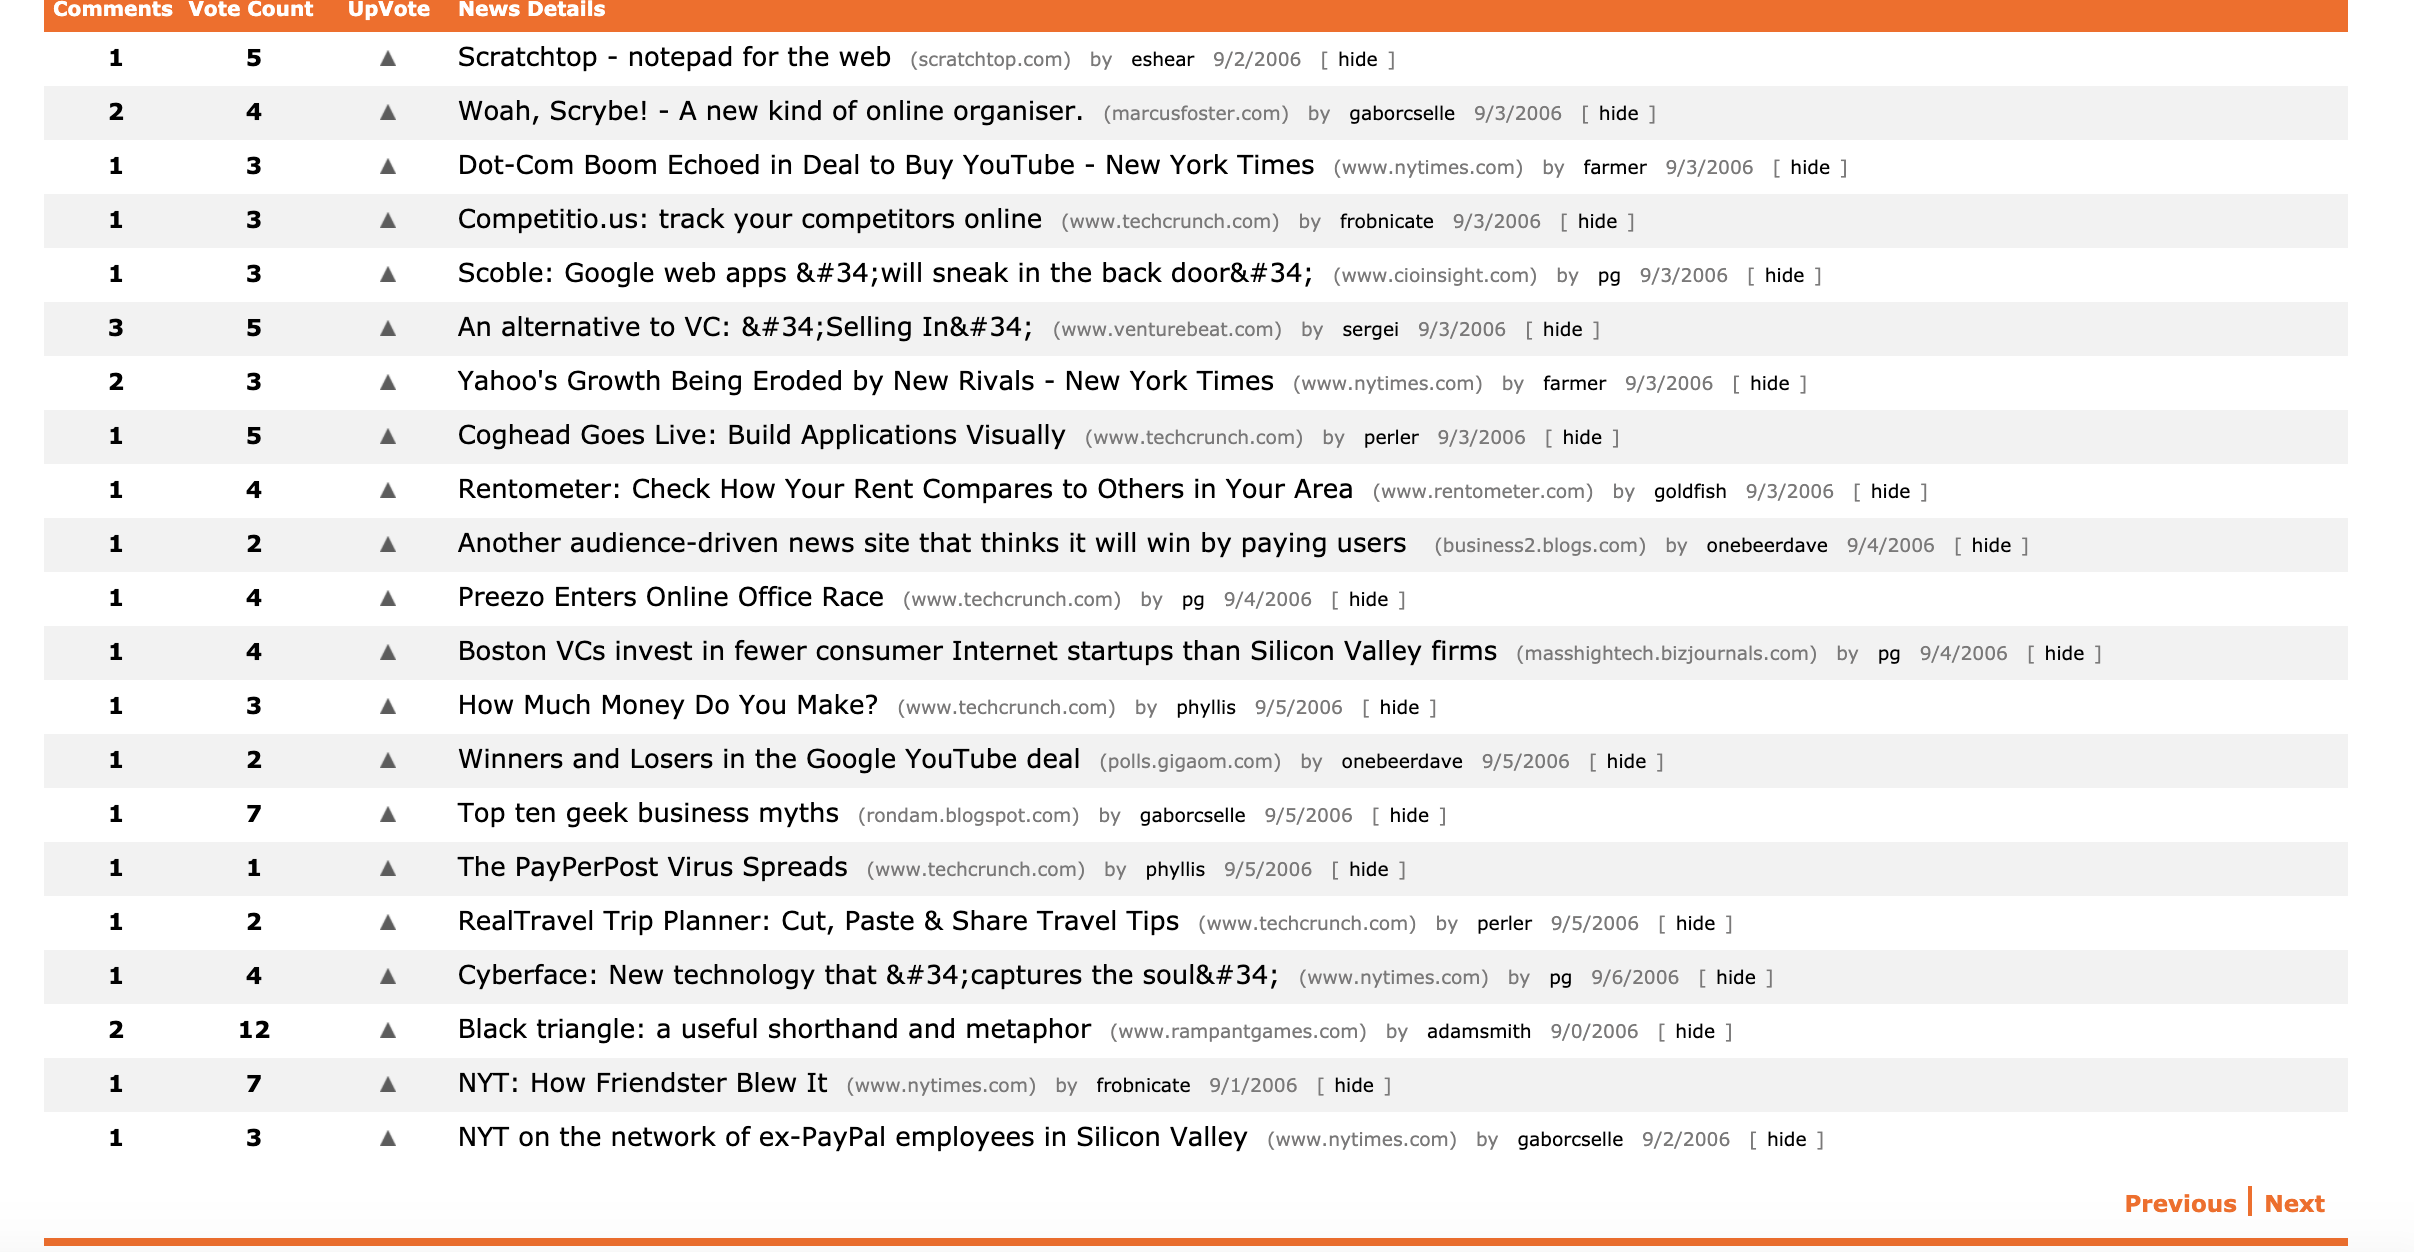 Comments Vote Count UpVote News Details
1 5 ▲ Scratchtop - notepad for the web (scratchtop.com) by eshear 9/2/2006 [ hide ]
2 4 ▲ Woah, Scrybe! - A new kind of online organiser. (marcusfoster.com) by gaborcselle 9/3/2006 [ hide ]
1 3 ▲ Dot-Com Boom Echoed in Deal to Buy YouTube - New York Times (www.nytimes.com) by farmer 9/3/2006 [ hide ]
1 3 ▲ Competitio.us: track your competitors online (www.techcrunch.com) by frobnicate 9/3/2006 [ hide ]
1 3 ▲ Scoble: Google web apps &#34;will sneak in the back door&#34; (www.cioinsight.com) by pg 9/3/2006 [ hide ]
3 5 ▲ An alternative to VC: &#34;Selling In&#34; (www.venturebeat.com) by sergei 9/3/2006 [ hide ]
2 3 ▲ Yahoo's Growth Being Eroded by New Rivals - New York Times (www.nytimes.com) by farmer 9/3/2006 [ hide ]
1 5 ▲ Coghead Goes Live: Build Applications Visually (www.techcrunch.com) by perler 9/3/2006 [ hide ]
1 4 ▲ Rentometer: Check How Your Rent Compares to Others in Your Area (www.rentometer.com) by goldfish 9/3/2006 [ hide ]
1 2 ▲ Another audience-driven news site that thinks it will win by paying users (business2.blogs.com) by onebeerdave 9/4/2006 [ hide ]
1 4 ▲ Preezo Enters Online Office Race (www.techcrunch.com) by pg 9/4/2006 [ hide ]
1 4 ▲ Boston VCs invest in fewer consumer Internet startups than Silicon Valley firms (masshightech.bizjournals.com) by pg 9/4/2006 [ hide ]
1 3 ▲ How Much Money Do You Make? (www.techcrunch.com) by phyllis 9/5/2006 [ hide ]
1 2 ▲ Winners and Losers in the Google YouTube deal (polls.gigaom.com) by onebeerdave 9/5/2006 [ hide ]
1 7 ▲ Top ten geek business myths (rondam.blogspot.com) by gaborcselle 9/5/2006 [ hide ]
1 1 ▲ The PayPerPost Virus Spreads (www.techcrunch.com) by phyllis 9/5/2006 [ hide ]
1 2 ▲ RealTravel Trip Planner: Cut, Paste & Share Travel Tips (www.techcrunch.com) by perler 9/5/2006 [ hide ]
1 4 ▲ Cyberface: New technology that &#34;captures the soul&#34; (www.nytimes.com) by pg 9/6/2006 [ hide ]
2 12 ▲ Black triangle: a useful shorthand and metaphor (www.rampantgames.com) by adamsmith 9/0/2006 [ hide ]
1 7 ▲ NYT: How Friendster Blew It (www.nytimes.com) by frobnicate 9/1/2006 [ hide ]
1 3 ▲ NYT on the network of ex-PayPal employees in Silicon Valley (www.nytimes.com) by gaborcselle 9/2/2006 [ hide ]
Previous | Next